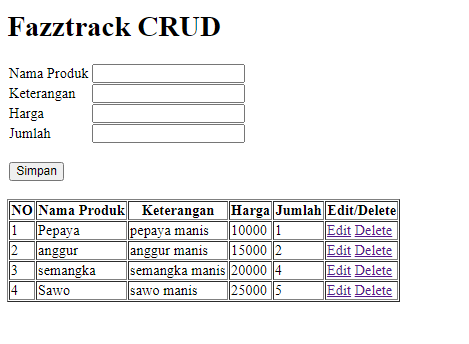 Fazztrack CRUD
Nama Produk
Keterangan
Harga
Jumlah
Simpan
NO Nama Produk Keterangan Harga Jumlah Edit/Delete
1 Pepaya pepaya manis 10000 1 Edit Delete
2 anggur anggur manis 15000 2 Edit Delete
3 semangka semangka manis 20000 4 Edit Delete
4 Sawo sawo manis 25000 5 Edit Delete